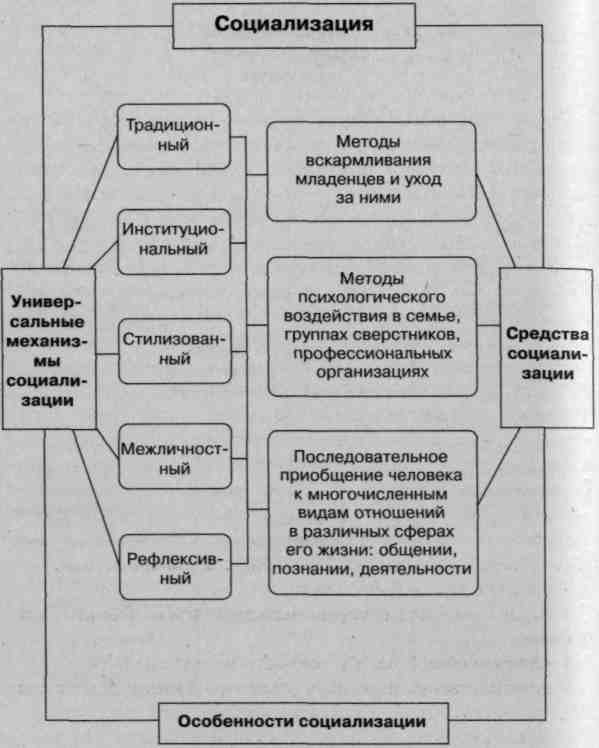 Социализация
Традицион-
ный
Институцио-
нальный
Стилизован-
ный
Межличност-
ный
Рефлексив-
ный
Универ-
сальные
механиз-
мы
социали-
зации
Методы
вскармливания
младенцев и уход
за ними
Методы
психологического
воздействия в семье,
группах сверстников,
профессиональных
организациях
Последовательное
приобщение человека
к многочисленным
видам отношений
в различных сферах
его жизни: общении,
познании, деятельности
Средства
социали-
зации
Особенности социализации